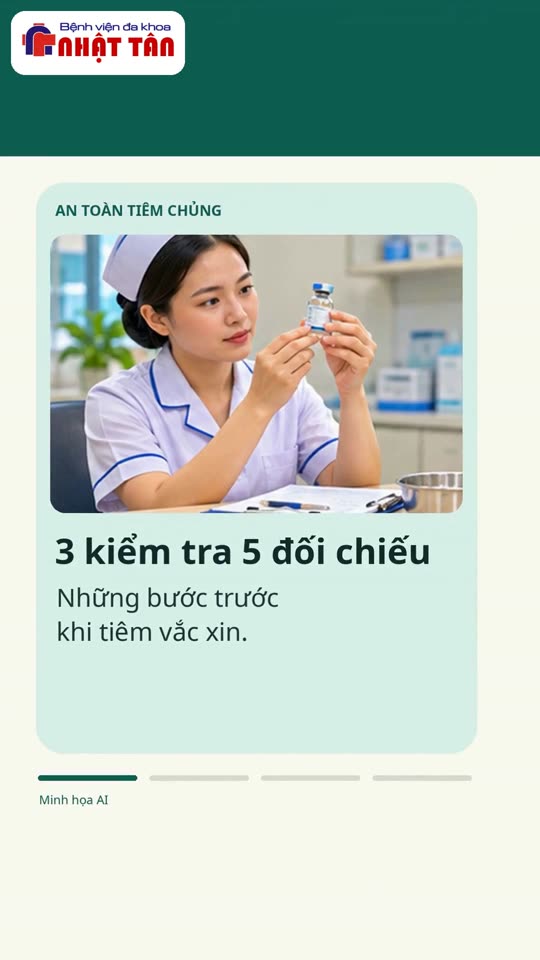 Bệnh viện đa khoa
NHẬT TÂN
AN TOÀN TIÊM CHỦNG
3 kiểm tra 5 đối chiếu
Những bước trước
khi tiêm vắc xin.
Minh họa AI